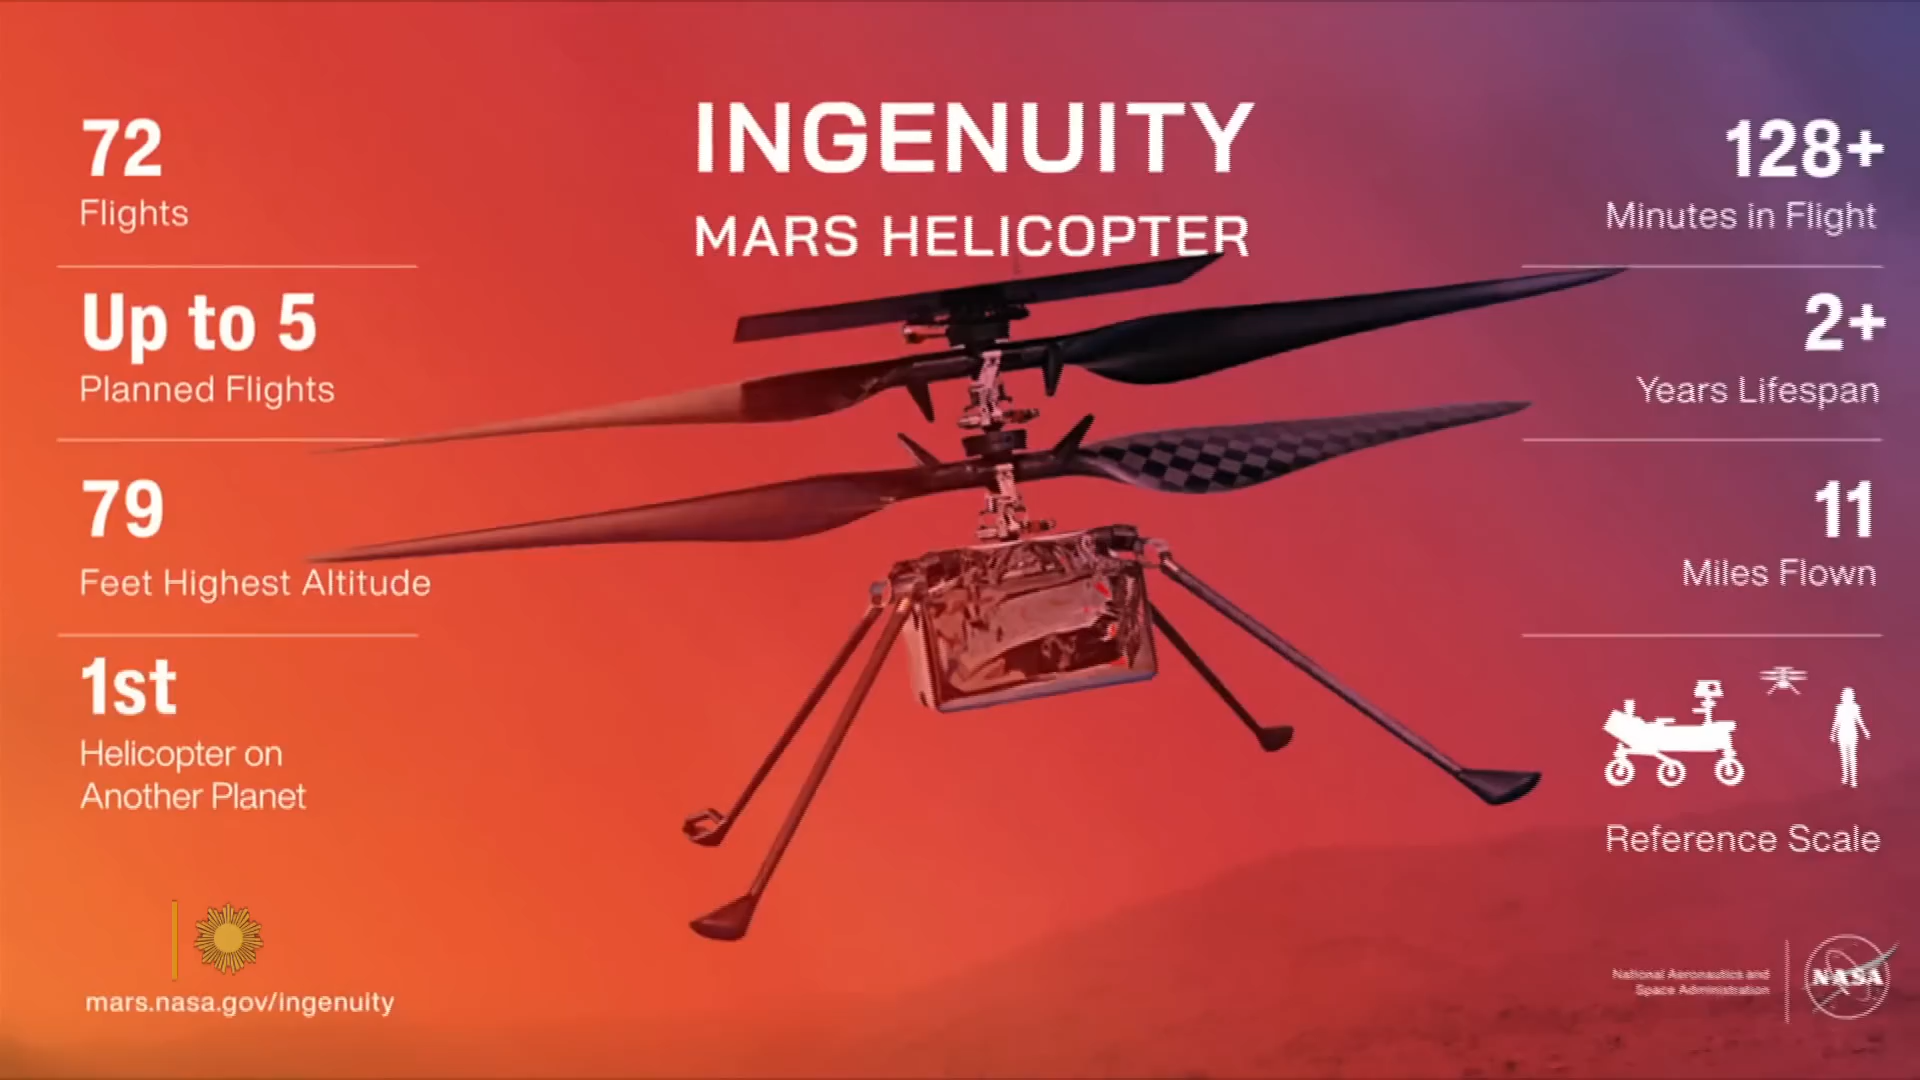 INGENUITY
MARS HELICOPTER
72
Flights
Up to 5
Planned Flights
79
Feet Highest Altitude
1st
Helicopter on
Another Planet
mars.nasa.gov/ingenuity
128+
Minutes in Flight
2+
Years Lifespan
11
Miles Flown
Reference Scale
National Aeronautics and
Space Administration
NASA